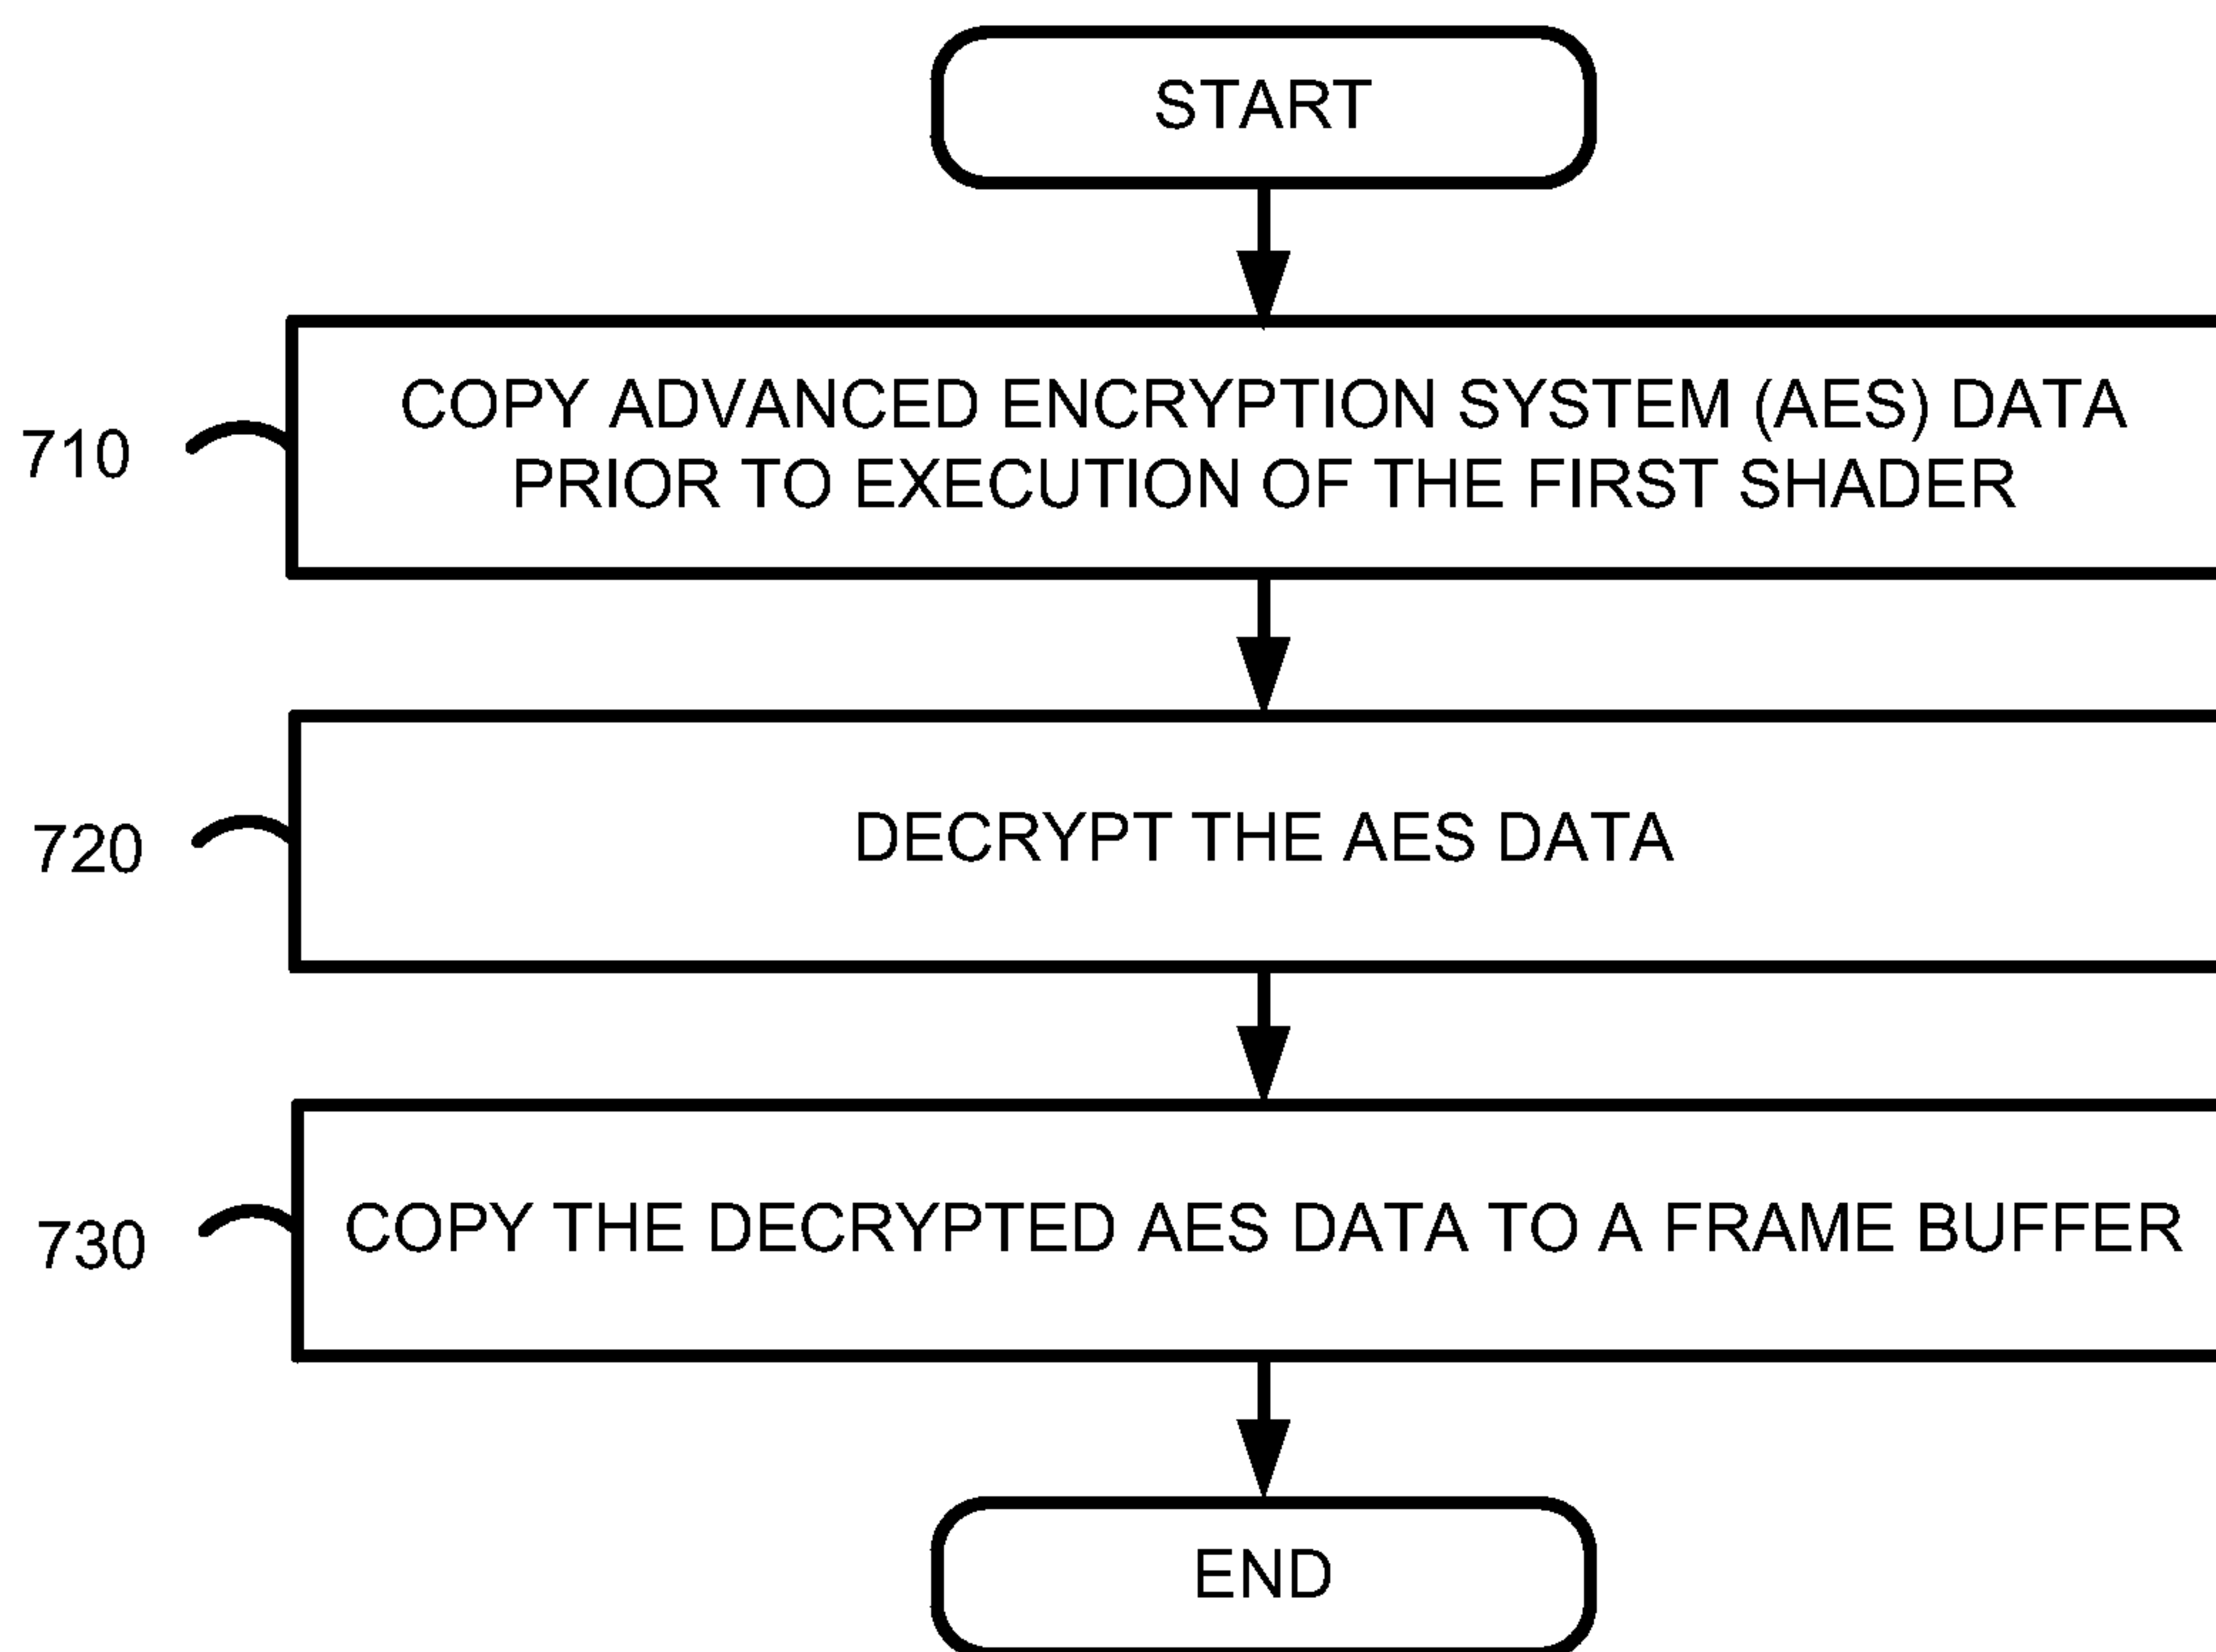 START
710
COPY ADVANCED ENCRYPTION SYSTEM (AES) DATA
PRIOR TO EXECUTION OF THE FIRST SHADER
720
DECRYPT THE AES DATA
730
COPY THE DECRYPTED AES DATA TO A FRAME BUFFER
END